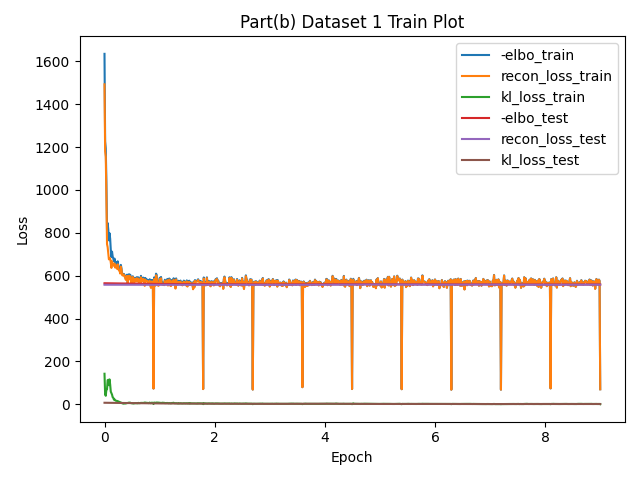 Part(b) Dataset 1 Train Plot
-elbo_train
recon_loss_train
kl_loss_train
-elbo_test
recon_loss_test
kl_loss_test
Loss
1600
1400
1200
1000
800
600
400
200
0
0 2 4 6 8
Epoch